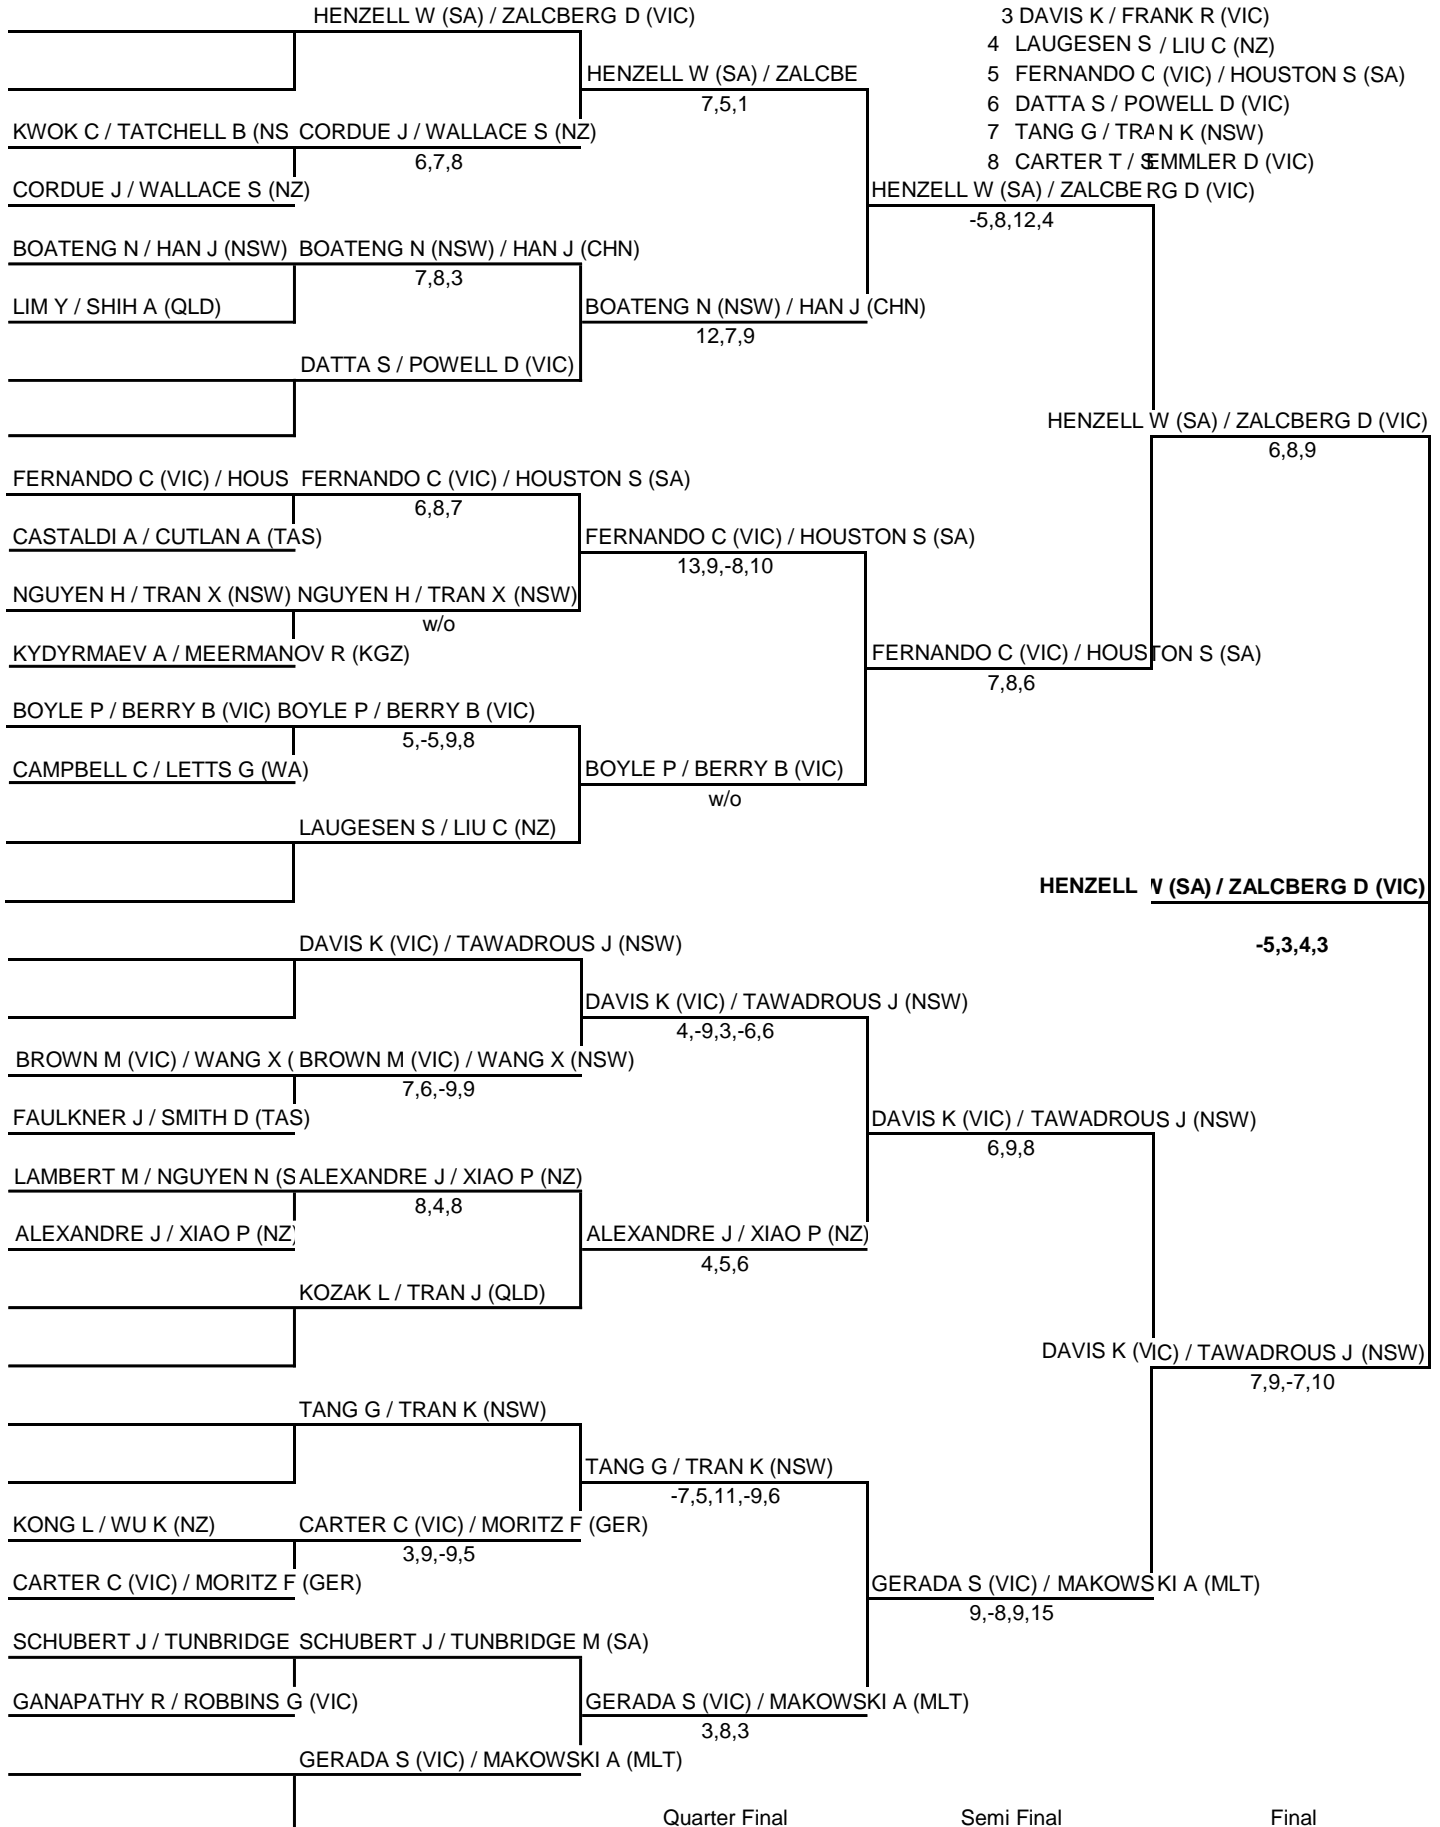 HENZELL W (SA) / ZALCBERG D (VIC)
3 DAVIS K / FRANK R (VIC)
4 LAUGESEN S / LIU C (NZ)
HENZELL W (SA) / ZALCBE
5 FERNANDO C (VIC) / HOUSTON S (SA)
7,5,1
6 DATTA S / POWELL D (VIC)
KWOK C / TATCHELL B (NS
CORDUE J / WALLACE S (NZ)
7 TANG G / TRAN K (NSW)
6,7,8
8 CARTER T / SEMMLER D (VIC)
CORDUE J / WALLACE S (NZ)
HENZELL W (SA) / ZALCBERG D (VIC)
-5,8,12,4
BOATENG N / HAN J (NSW)
BOATENG N (NSW) / HAN J (CHN)
7,8,3
LIM Y / SHIH A (QLD)
BOATENG N (NSW) / HAN J (CHN)
12,7,9
DATTA S / POWELL D (VIC)
HENZELL W (SA) / ZALCBERG D (VIC)
6,8,9
FERNANDO C (VIC) / HOUS
FERNANDO C (VIC) / HOUSTON S (SA)
6,8,7
CASTALDI A / CUTLAN A (TAS)
FERNANDO C (VIC) / HOUSTON S (SA)
13,9,-8,10
NGUYEN H / TRAN X (NSW)
NGUYEN H / TRAN X (NSW)
w/o
KYDYRMAEV A / MEERMANOV R (KGZ)
FERNANDO C (VIC) / HOUSTON S (SA)
7,8,6
BOYLE P / BERRY B (VIC)
BOYLE P / BERRY B (VIC)
5,-5,9,8
CAMPBELL C / LETTS G (WA)
BOYLE P / BERRY B (VIC)
w/o
LAUGESEN S / LIU C (NZ)
HENZELL W (SA) / ZALCBERG D (VIC)
DAVIS K (VIC) / TAWADROUS J (NSW)
-5,3,4,3
DAVIS K (VIC) / TAWADROUS J (NSW)
4,-9,3,-6,6
BROWN M (VIC) / WANG X (
BROWN M (VIC) / WANG X (NSW)
7,6,-9,9
FAULKNER J / SMITH D (TAS)
DAVIS K (VIC) / TAWADROUS J (NSW)
6,9,8
LAMBERT M / NGUYEN N (S
ALEXANDRE J / XIAO P (NZ)
8,4,8
ALEXANDRE J / XIAO P (NZ)
ALEXANDRE J / XIAO P (NZ)
4,5,6
KOZAK L / TRAN J (QLD)
DAVIS K (VIC) / TAWADROUS J (NSW)
7,9,-7,10
TANG G / TRAN K (NSW)
TANG G / TRAN K (NSW)
-7,5,11,-9,6
KONG L / WU K (NZ)
CARTER C (VIC) / MORITZ F (GER)
3,9,-9,5
CARTER C (VIC) / MORITZ F (GER)
GERADA S (VIC) / MAKOWSKI A (MLT)
9,-8,9,15
SCHUBERT J / TUNBRIDGE
SCHUBERT J / TUNBRIDGE M (SA)
GANAPATHY R / ROBBINS G (VIC)
GERADA S (VIC) / MAKOWSKI A (MLT)
3,8,3
GERADA S (VIC) / MAKOWSKI A (MLT)
Quarter Final
Semi Final
Final